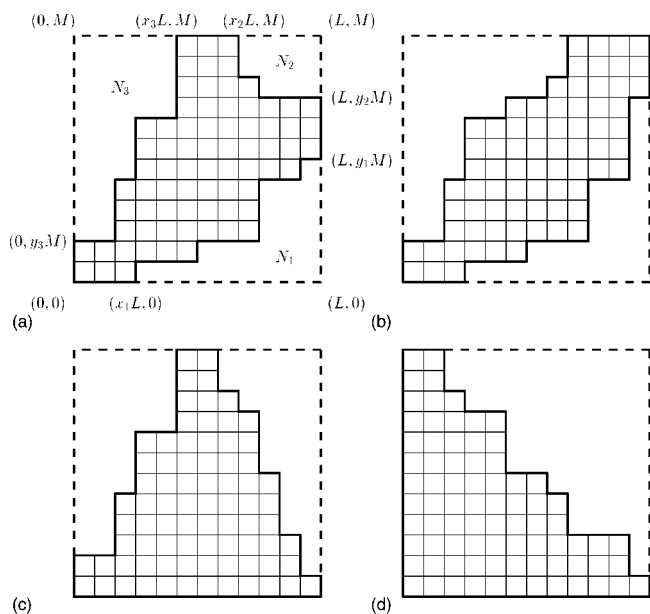 (0, M) (x₃L, M) (x₂L, M) (L, M)
N₃ N₂
(L, y₂M)
(L, y₁M)
(0, y₃M)
N₁
(0, 0) (x₁L, 0) (L, 0)
(a) (b)
(c) (d)